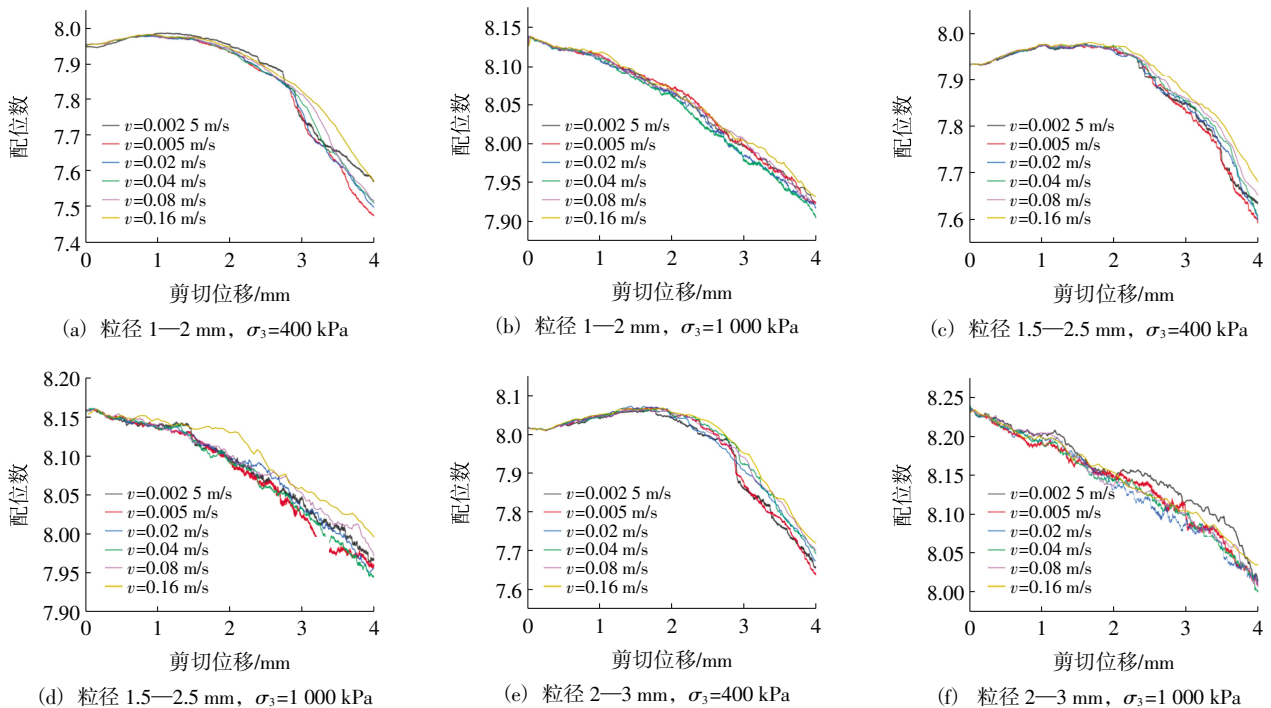 8.0
7.9
7.8
7.7
7.6
7.5
7.4
配位数
v=0.002 5 m/s
v=0.005 m/s
v=0.02 m/s
v=0.04 m/s
v=0.08 m/s
v=0.16 m/s
0 1 2 3 4
剪切位移/mm
(a) 粒径 1—2 mm，σ3=400 kPa
8.15
8.10
8.05
8.00
7.95
7.90
配位数
v=0.002 5 m/s
v=0.005 m/s
v=0.02 m/s
v=0.04 m/s
v=0.08 m/s
v=0.16 m/s
0 1 2 3 4
剪切位移/mm
(b) 粒径 1—2 mm，σ3=1 000 kPa
8.0
7.9
7.8
7.7
7.6
配位数
v=0.002 5 m/s
v=0.005 m/s
v=0.02 m/s
v=0.04 m/s
v=0.08 m/s
v=0.16 m/s
0 1 2 3 4
剪切位移/mm
(c) 粒径 1.5—2.5 mm，σ3=400 kPa
8.20
8.15
8.10
8.05
8.00
7.95
7.90
配位数
v=0.002 5 m/s
v=0.005 m/s
v=0.02 m/s
v=0.04 m/s
v=0.08 m/s
v=0.16 m/s
0 1 2 3 4
剪切位移/mm
(d) 粒径 1.5—2.5 mm，σ3=1 000 kPa
8.1
8.0
7.9
7.8
7.7
7.6
配位数
v=0.002 5 m/s
v=0.005 m/s
v=0.02 m/s
v=0.04 m/s
v=0.08 m/s
v=0.16 m/s
0 1 2 3 4
剪切位移/mm
(e) 粒径 2—3 mm，σ3=400 kPa
8.25
8.20
8.15
8.10
8.05
8.00
配位数
v=0.002 5 m/s
v=0.005 m/s
v=0.02 m/s
v=0.04 m/s
v=0.08 m/s
v=0.16 m/s
0 1 2 3 4
剪切位移/mm
(f) 粒径 2—3 mm，σ3=1 000 kPa